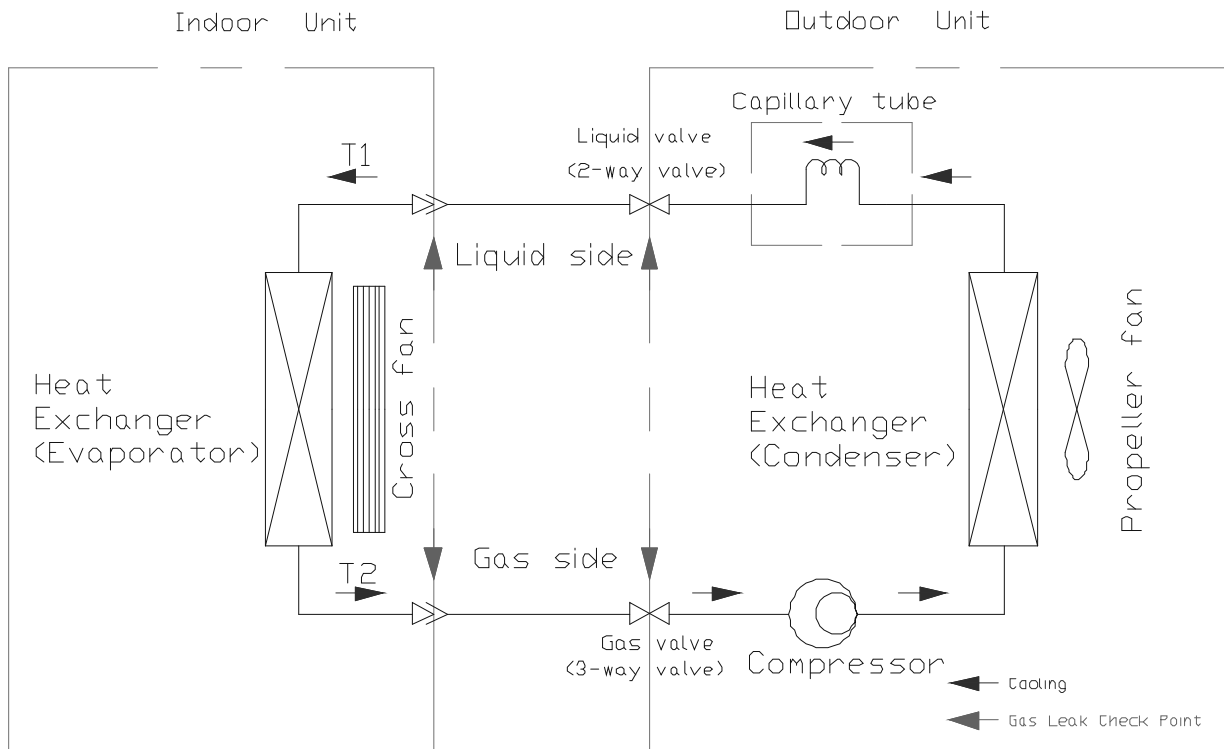 Indoor Unit
Outdoor Unit
Capillary tube
Liquid valve
(2-way valve)
T1
Liquid side
Heat
Exchanger
(Evaporator)
Cross fan
Heat
Exchanger
(Condenser)
Propeller fan
Gas side
T2
Gas valve
(3-way valve)
Compressor
Cooling
Gas Leak Check Point